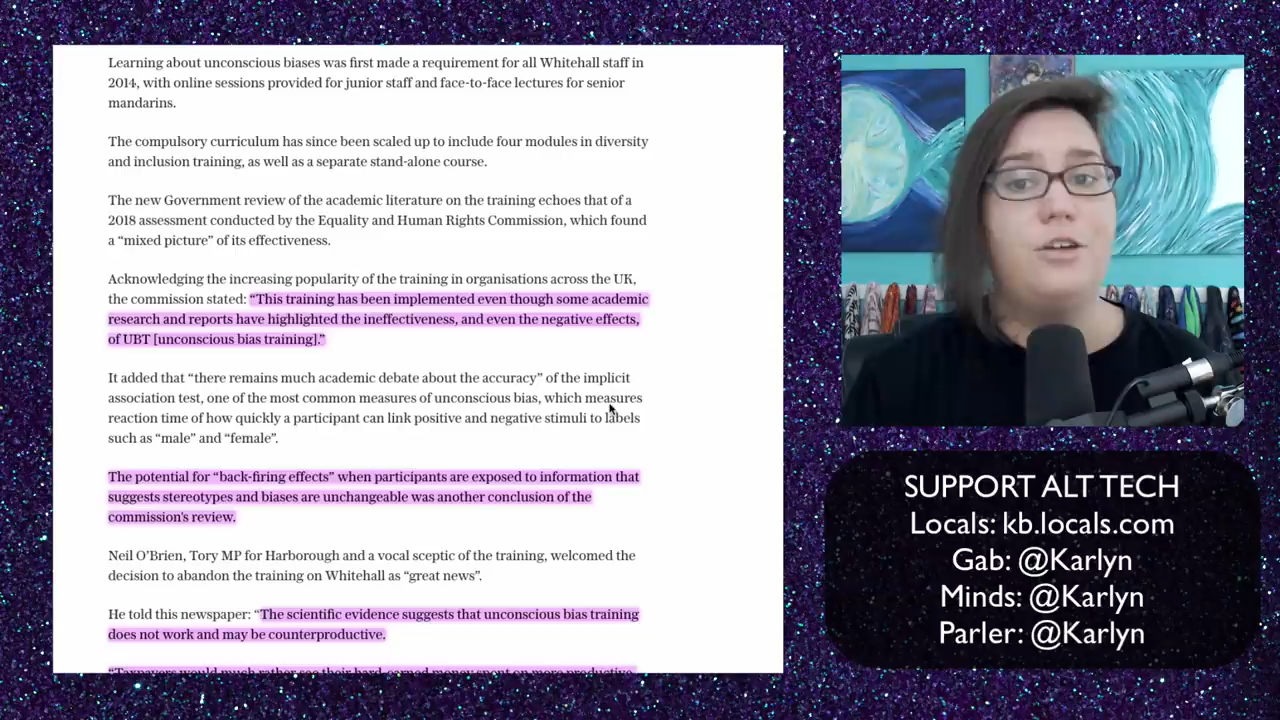 Learning about unconscious biases was first made a requirement for all Whitehall staff in
2014, with online sessions provided for junior staff and face-to-face lectures for senior
mandarins.
The compulsory curriculum has since been scaled up to include four modules in diversity
and inclusion training, as well as a separate stand-alone course.
The new Government review of the academic literature on the training echoes that of a
2018 assessment conducted by the Equality and Human Rights Commission, which found
a “mixed picture” of its effectiveness.
Acknowledging the increasing popularity of the training in organisations across the UK,
the commission stated: “This training has been implemented even though some academic
research and reports have highlighted the ineffectiveness, and even the negative effects,
of UBT [unconscious bias training].”
It added that “there remains much academic debate about the accuracy” of the implicit
association test, one of the most common measures of unconscious bias, which measures
reaction time of how quickly a participant can link positive and negative stimuli to labels
such as “male” and “female”.
The potential for “back-firing effects” when participants are exposed to information that
suggests stereotypes and biases are unchangeable was another conclusion of the
commission’s review.
Neil O’Brien, Tory MP for Harborough and a vocal sceptic of the training, welcomed the
decision to abandon the training on Whitehall as “great news”.
He told this newspaper: “The scientific evidence suggests that unconscious bias training
does not work and may be counterproductive.
“Taxpayers would much rather see their hard-earned money spent on more productive
SUPPORT ALT TECH
Locals: kb.locals.com
Gab: @Karlyn
Minds: @Karlyn
Parler: @Karlyn